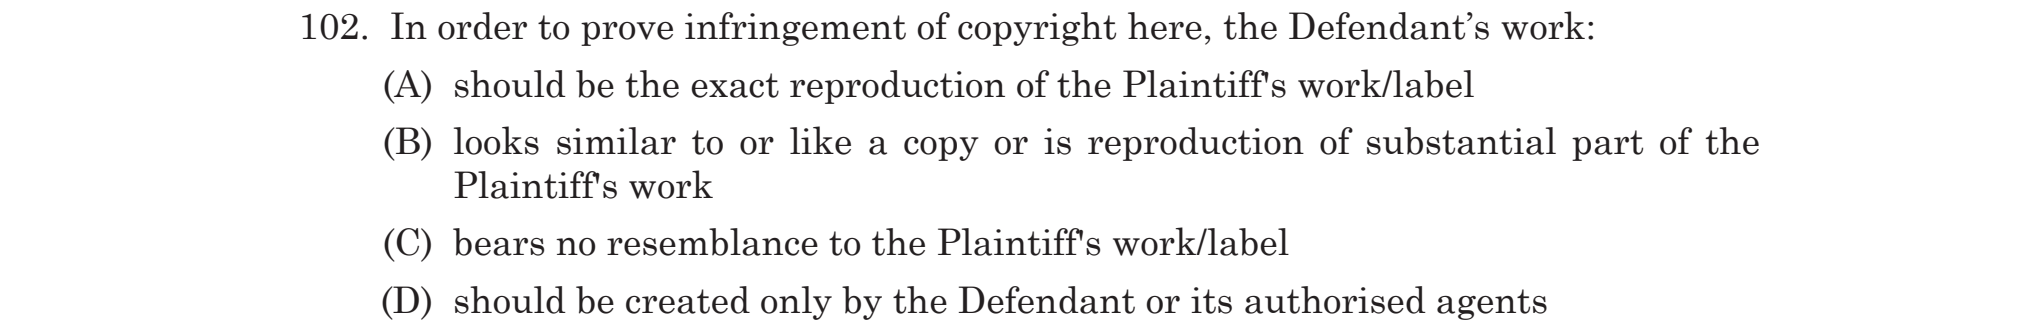 102. In order to prove infringement of copyright here, the Defendant’s work:
(A) should be the exact reproduction of the Plaintiff's work/label
(B) looks similar to or like a copy or is reproduction of substantial part of the
Plaintiff's work
(C) bears no resemblance to the Plaintiff's work/label
(D) should be created only by the Defendant or its authorised agents